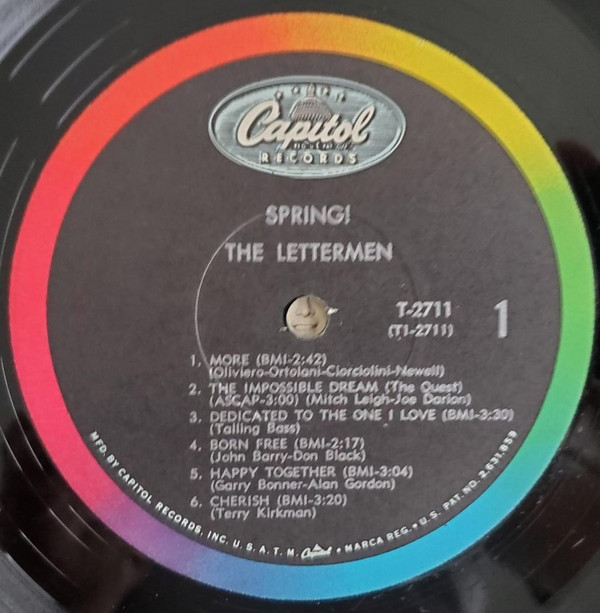 Capitol
RECORDS
SPRING!
THE LETTERMEN
T-2711
(T1-2711)
1
1. MORE (BMI-2:42)
(Oliviero-Ortolani-Ciorciolini-Newell)
2. THE IMPOSSIBLE DREAM (The Quest)
(ASCAP-3:00) (Mitch Leigh-Joe Darion)
3. DEDICATED TO THE ONE I LOVE (BMI-3:30)
(Talling Bass)
4. BORN FREE (BMI-2:17)
(John Barry-Don Black)
5. HAPPY TOGETHER (BMI-3:04)
(Garry Bonner-Alan Gordon)
6. CHERISH (BMI-3:20)
(Terry Kirkman)
MFD. BY CAPITOL RECORDS, INC. U. S. A. T. M. Capitol • MARCA REG. • U. S. PAT. NO. 2,631,859